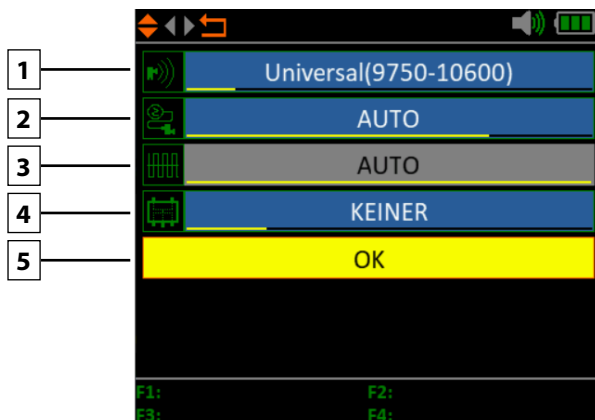 1 Universal(9750-10600)
2 AUTO
3 AUTO
4 KEINER
5 OK
F1: F2:
F3: F4: